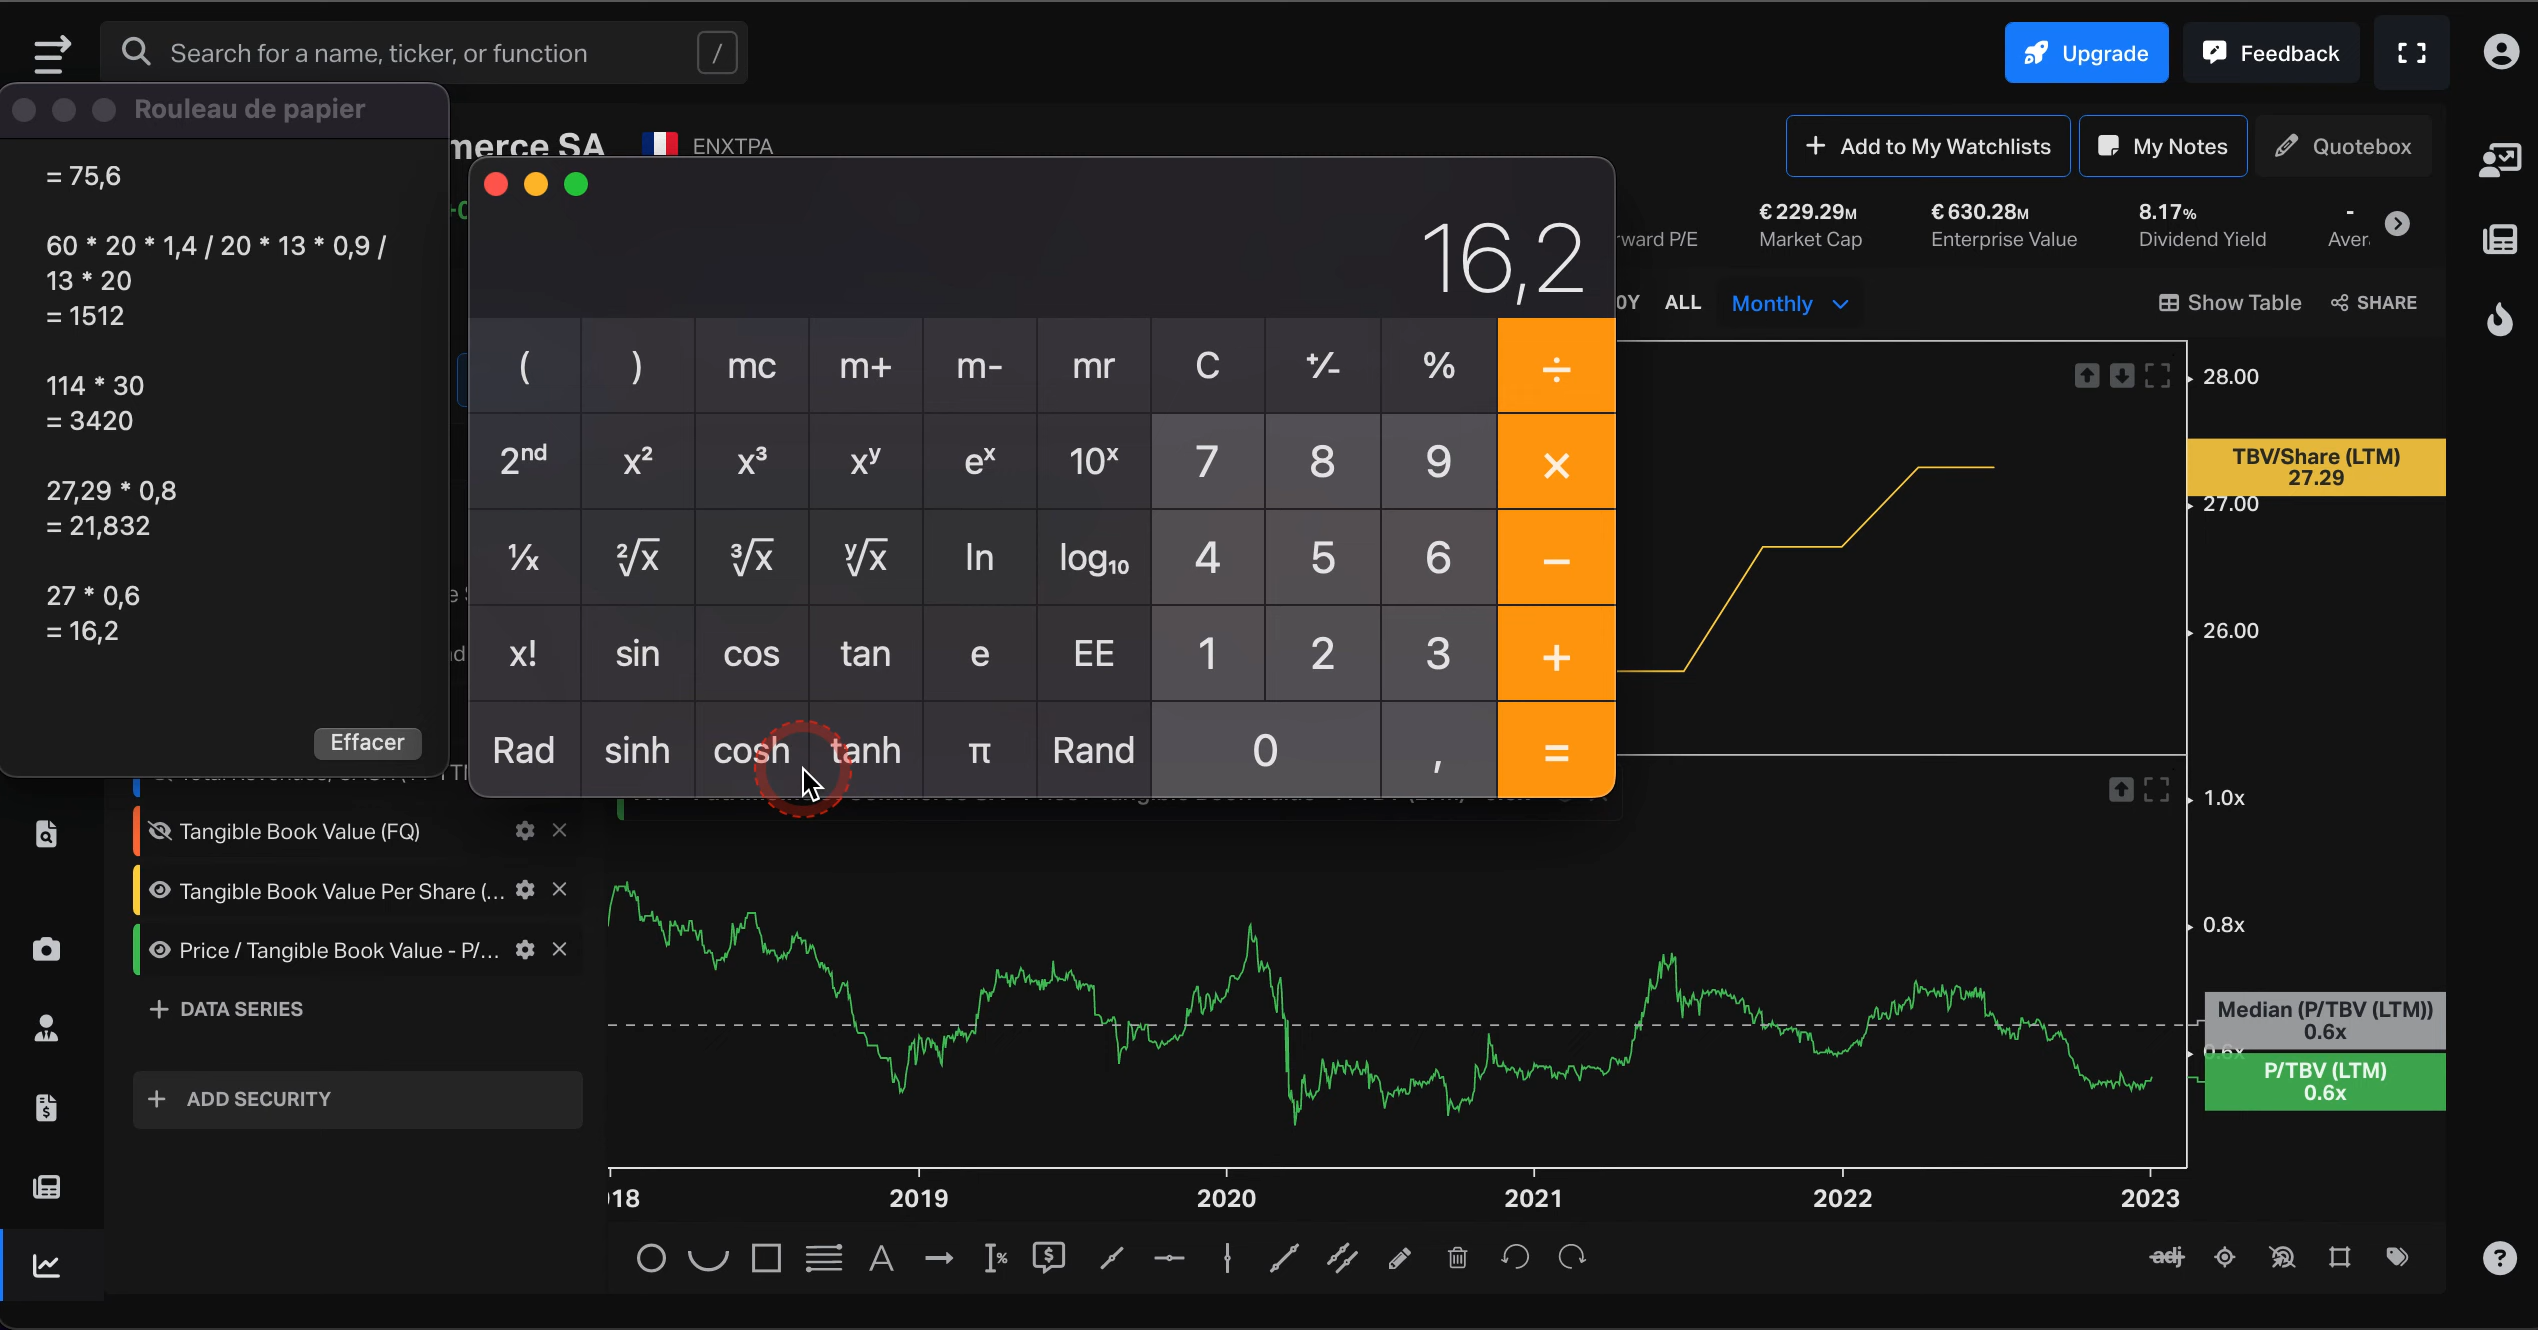 Search for a name, ticker, or function
/
Upgrade
Feedback
Rouleau de papier
= 75,6
60 * 20 * 1,4 / 20 * 13 * 0,9 /
13 * 20
= 1512
114 * 30
= 3420
27,29 * 0,8
= 21,832
27 * 0,6
= 16,2
Effacer
merce SA
ENXTPA
Add to My Watchlists
My Notes
Quotebox
rward P/E
€ 229.29M
Market Cap
€ 630.28M
Enterprise Value
8.17%
Dividend Yield
-
Aver.
16,2
( ) mc m+ m- mr C +/- % ÷
2nd x² x³ xʸ eˣ 10ˣ 7 8 9 ×
1/x ²√x ³√x ʸ√x ln log₁₀ 4 5 6 −
x! sin cos tan e EE 1 2 3 +
Rad sinh cosh tanh π Rand 0 , =
0Y ALL Monthly
Show Table
SHARE
28.00
TBV/Share (LTM)
27.29
27.00
26.00
Tangible Book Value (FQ)
Tangible Book Value Per Share (...
Price / Tangible Book Value - P/...
+ DATA SERIES
+ ADD SECURITY
1.0x
0.8x
Median (P/TBV (LTM))
0.6x
0.6x
P/TBV (LTM)
0.6x
18 2019 2020 2021 2022 2023
A
%
$
adj
?